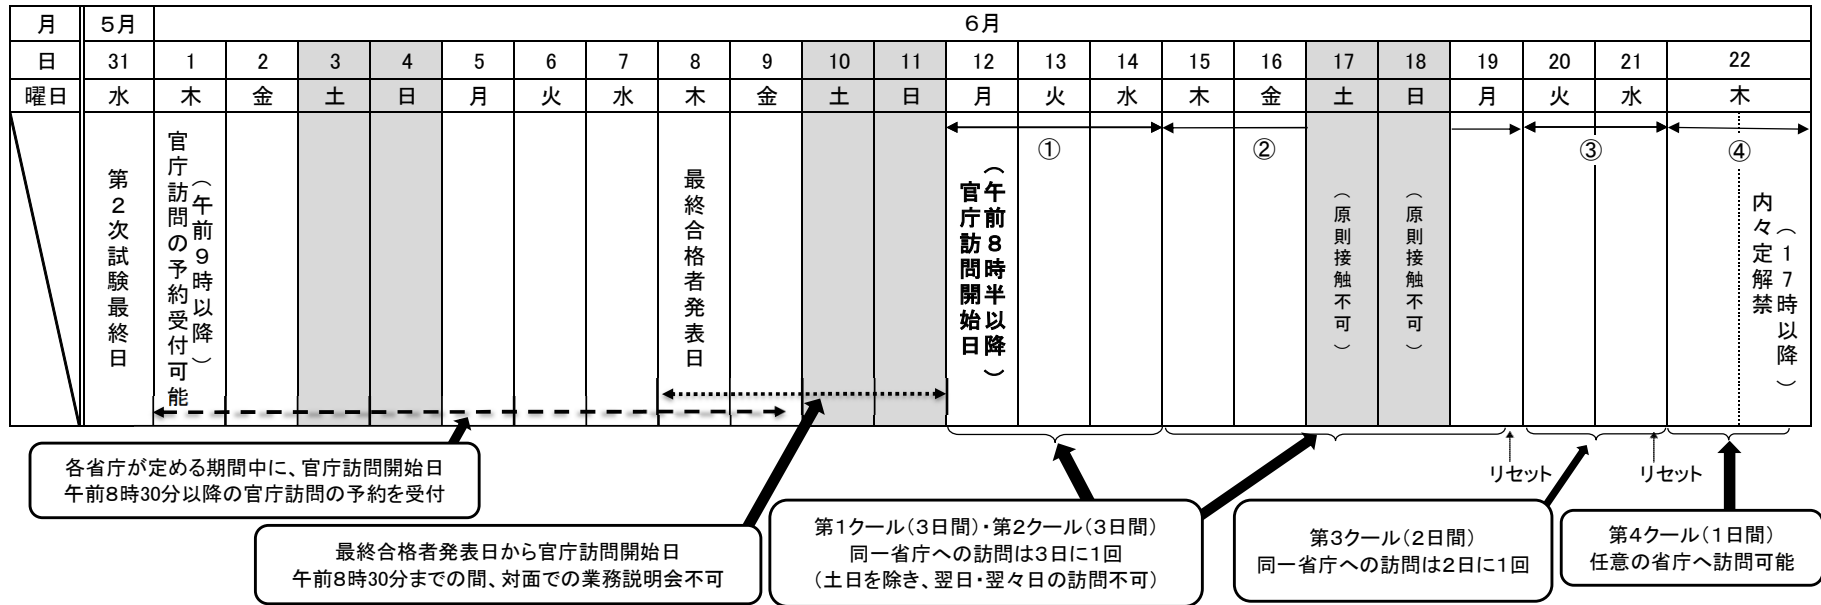 月 5月 6月
日 31 1 2 3 4 5 6 7 8 9 10 11 12 13 14 15 16 17 18 19 20 21 22
曜日 水 木 金 土 日 月 火 水 木 金 土 日 月 火 水 木 金 土 日 月 火 水 木
① ② ③ ④
第2次試験最終日
官庁訪問の予約受付可能
（午前9時以降）
最終合格者発表日
官庁訪問開始日
（午前8時半以降）
（原則接触不可）
（原則接触不可）
内々定解禁
（17時以降）
リセット
リセット
各省庁が定める期間中に、官庁訪問開始日
午前8時30分以降の官庁訪問の予約を受付
最終合格者発表日から官庁訪問開始日
午前8時30分までの間、対面での業務説明会不可
第1クール（3日間）・第2クール（3日間）
同一省庁への訪問は3日に1回
（土日を除き、翌日・翌々日の訪問不可）
第3クール（2日間）
同一省庁への訪問は2日に1回
第4クール（1日間）
任意の省庁へ訪問可能